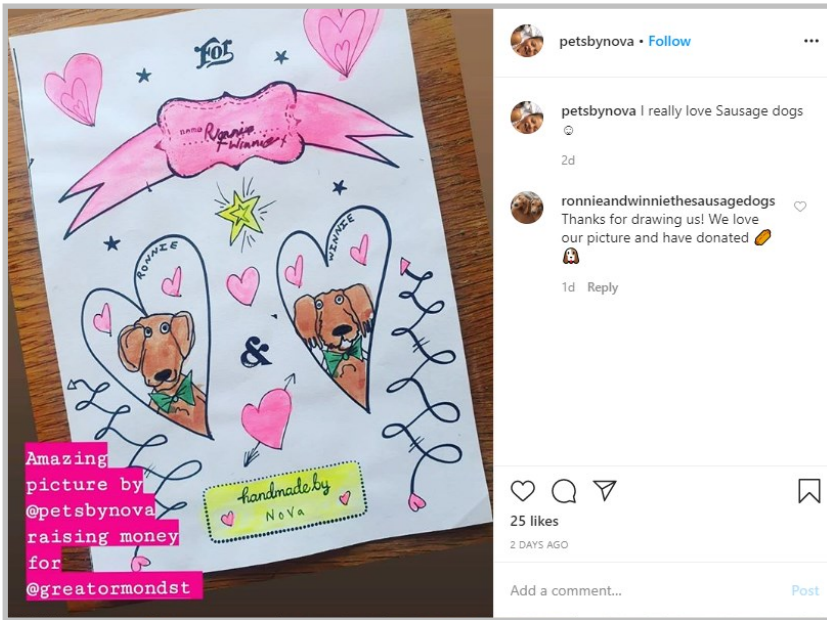 For
name Ronnie
+ Winnie x
RONNIE
WINNIE
&
handmade by
Nova
Amazing
picture by
@petsbynova
raising money
for
@greatormondst
petsbynova • Follow
petsbynova I really love Sausage dogs
☺
2d
ronnieandwinniethesausagedogs
Thanks for drawing us! We love
our picture and have donated 🌭
🐶
1d Reply
25 likes
2 DAYS AGO
Add a comment... Post